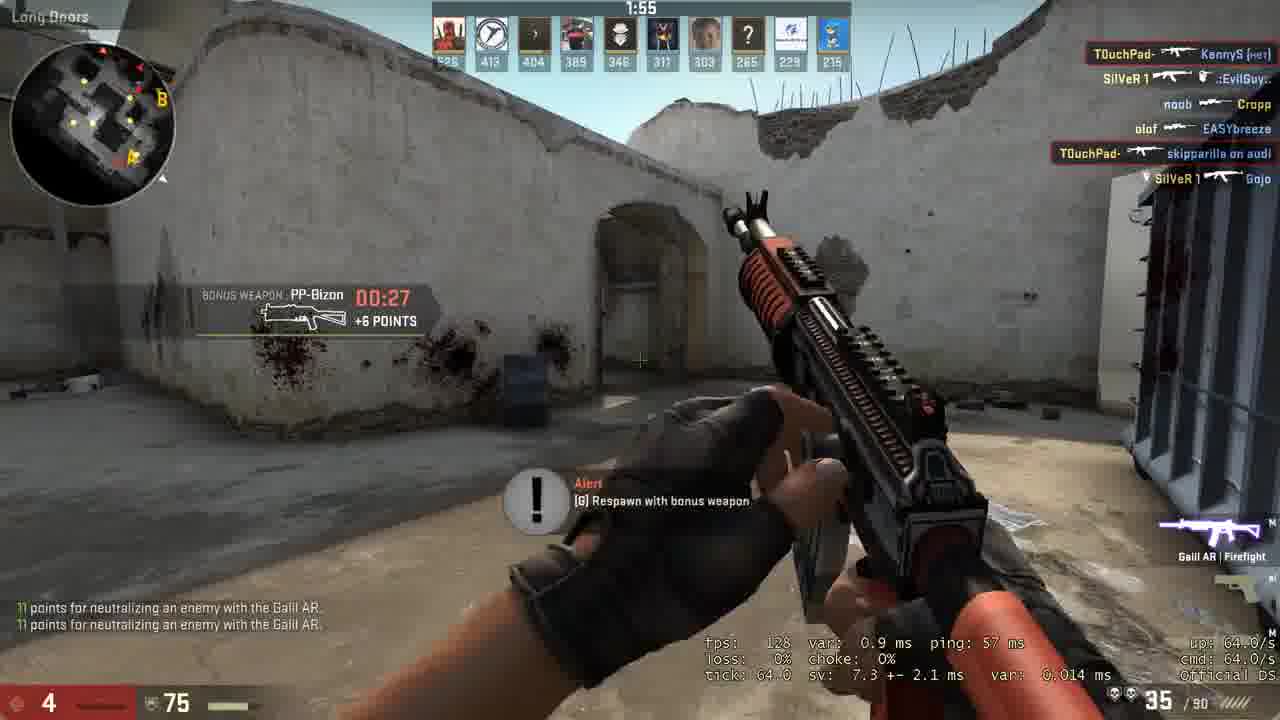 Long Doors
1:55
526 413 404 385 346 311 303 265 229 215
?
B
A
T0uchPad- KennyS [НЕТ]
SilVeR 1 .:EvilGuy:.
noob Crapp
olof EASYbreeze
T0uchPad- skipparilla on audi
SilVeR 1 Gojo
BONUS WEAPON: PP-Bizon 00:27
+6 POINTS
Alert
[G] Respawn with bonus weapon
Galil AR | Firefight
11 points for neutralizing an enemy with the Galil AR.
11 points for neutralizing an enemy with the Galil AR.
fps: 128 var: 0.9 ms ping: 57 ms up: 64.0/s
loss: 0% choke: 0% cmd: 64.0/s
tick: 64.0 sv: 7.3 +- 2.1 ms var: 0.014 ms Official DS
4 75 35 / 90